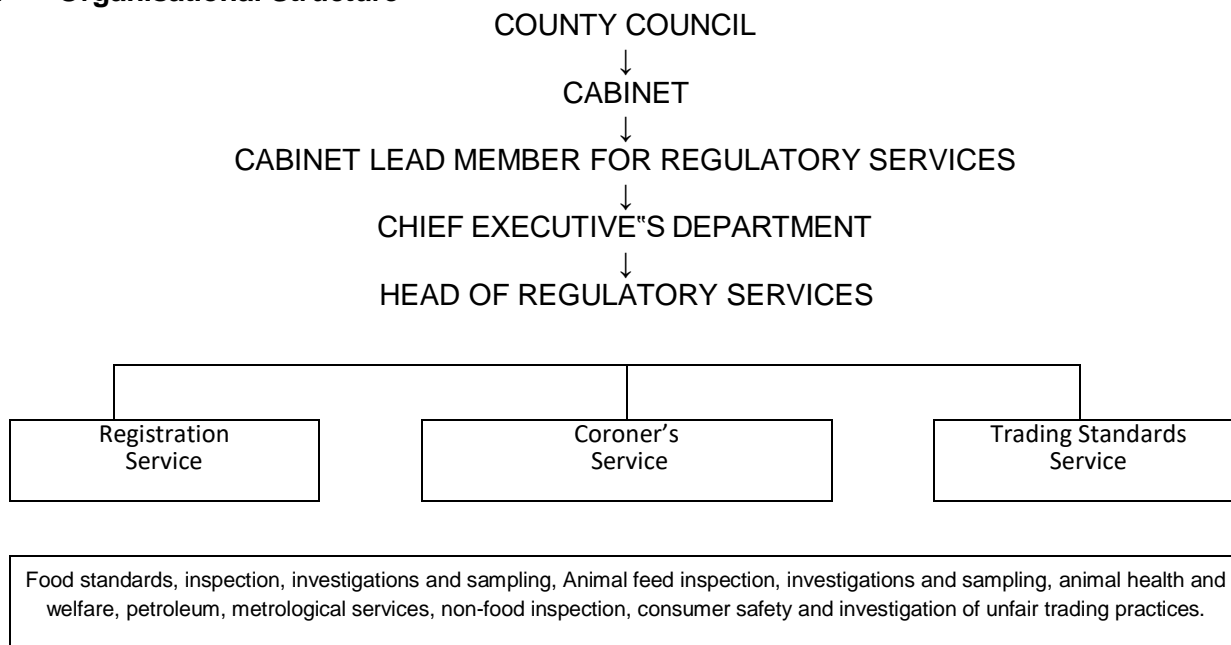 Organisational Structure
COUNTY COUNCIL
↓
CABINET
↓
CABINET LEAD MEMBER FOR REGULATORY SERVICES
↓
CHIEF EXECUTIVE‟S DEPARTMENT
↓
HEAD OF REGULATORY SERVICES
Registration
Service
Coroner’s
Service
Trading Standards
Service
Food standards, inspection, investigations and sampling, Animal feed inspection, investigations and sampling, animal health and
welfare, petroleum, metrological services, non-food inspection, consumer safety and investigation of unfair trading practices.